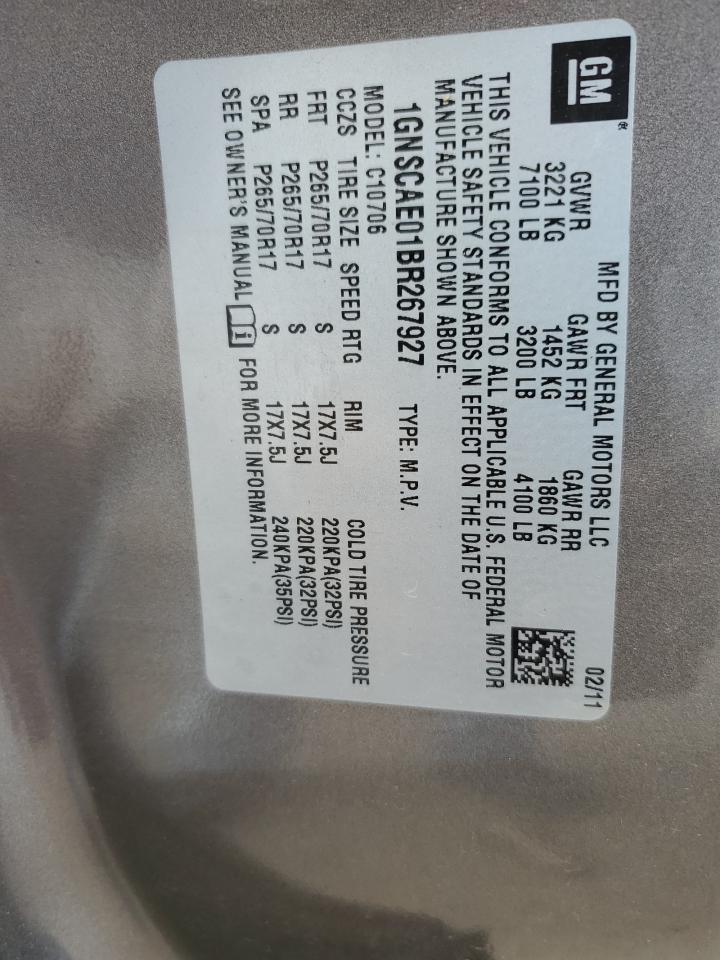 GM
MFD BY GENERAL MOTORS LLC 02/11
GVWR GAWR FRT GAWR RR
3221 KG 1452 KG 1860 KG
7100 LB 3200 LB 4100 LB
THIS VEHICLE CONFORMS TO ALL APPLICABLE U.S. FEDERAL MOTOR
VEHICLE SAFETY STANDARDS IN EFFECT ON THE DATE OF
MANUFACTURE SHOWN ABOVE.
1GNSCAE01BR267927 TYPE: M.P.V.
MODEL: C10706
CCZS TIRE SIZE SPEED RTG RIM COLD TIRE PRESSURE
FRT P265/70R17 S 17X7.5J 220KPA(32PSI)
RR P265/70R17 S 17X7.5J 220KPA(32PSI)
SPA P265/70R17 S 17X7.5J 240KPA(35PSI)
SEE OWNER'S MANUAL i FOR MORE INFORMATION.